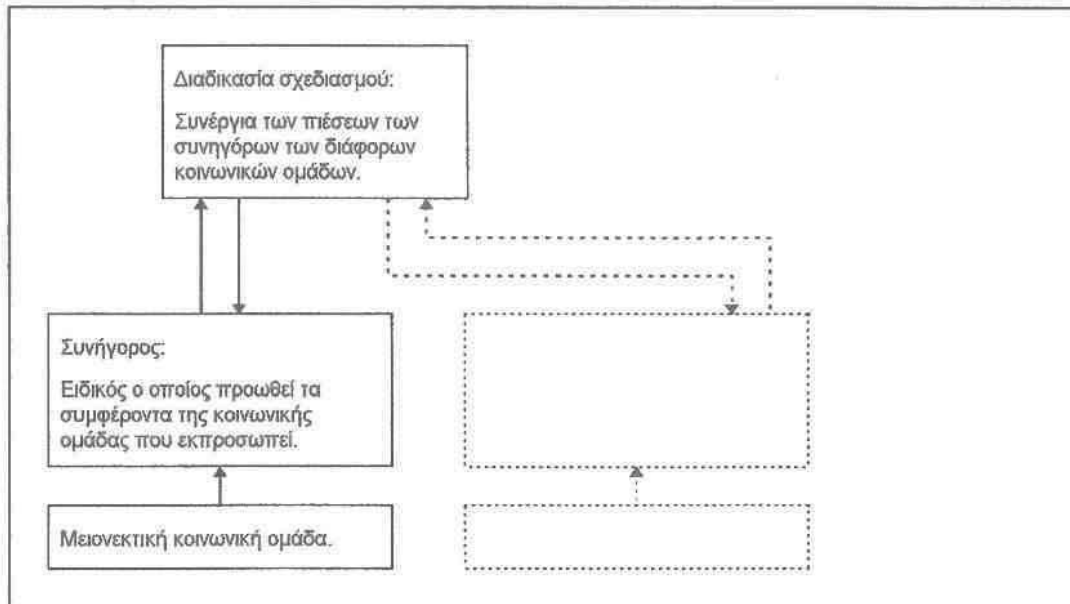 Διαδικασία σχεδιασμού:
Συνέργια των πιέσεων των
συνηγόρων των διάφορων
κοινωνικών ομάδων.
Συνήγορος:
Ειδικός ο οποίος προωθεί τα
συμφέροντα της κοινωνικής
ομάδας που εκπροσωπεί.
Μειονεκτική κοινωνική ομάδα.